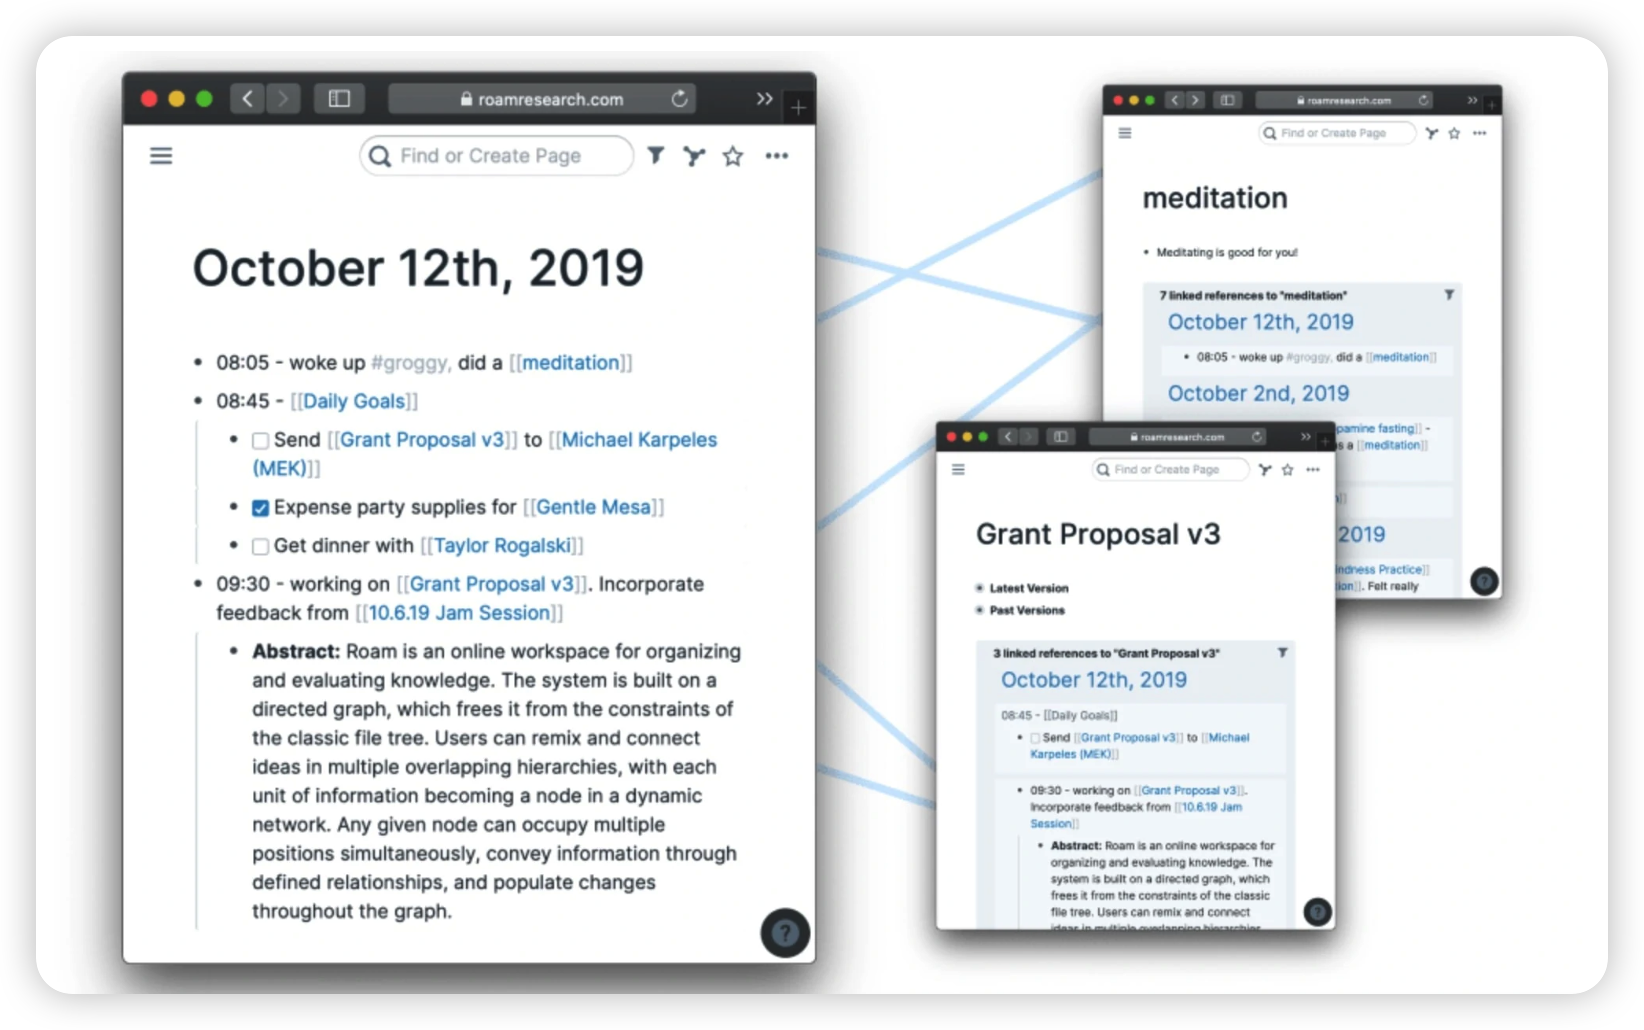 roamresearch.com
Find or Create Page
October 12th, 2019
• 08:05 - woke up #groggy, did a [[meditation]]
• 08:45 - [[Daily Goals]]
• Send [[Grant Proposal v3]] to [[Michael Karpeles
(MEK)]]
• Expense party supplies for [[Gentle Mesa]]
• Get dinner with [[Taylor Rogalski]]
• 09:30 - working on [[Grant Proposal v3]]. Incorporate
feedback from [[10.6.19 Jam Session]]
• Abstract: Roam is an online workspace for organizing
and evaluating knowledge. The system is built on a
directed graph, which frees it from the constraints of
the classic file tree. Users can remix and connect
ideas in multiple overlapping hierarchies, with each
unit of information becoming a node in a dynamic
network. Any given node can occupy multiple
positions simultaneously, convey information through
defined relationships, and populate changes
throughout the graph.
?
roamresearch.com
Find or Create Page
meditation
• Meditating is good for you!
7 linked references to "meditation"
October 12th, 2019
• 08:05 - woke up #groggy, did a [[meditation]]
October 2nd, 2019
fasting]] -
a [[meditation]]
2019
Practice]]
Felt really
?
roamresearch.com
Find or Create Page
Grant Proposal v3
• Latest Version
• Past Versions
3 linked references to "Grant Proposal v3"
October 12th, 2019
08:45 - [[Daily Goals]]
• Send [[Grant Proposal v3]] to [[Michael
Karpeles (MEK)]]
• 09:30 - working on [[Grant Proposal v3]].
Incorporate feedback from [[10.6.19 Jam
Session]]
• Abstract: Roam is an online workspace for
organizing and evaluating knowledge. The
system is built on a directed graph, which
frees it from the constraints of the classic
file tree. Users can remix and connect
ideas in multiple overlapping hierarchies
?